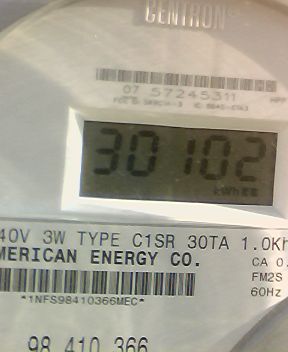 CENTRON®
07 57245311
30102
kWh
40V 3W TYPE C1SR 30TA 1.0Kh
MERICAN ENERGY CO.
CA 0.
FM2S
*1NFS98410366MEC*
60Hz
98 410 366